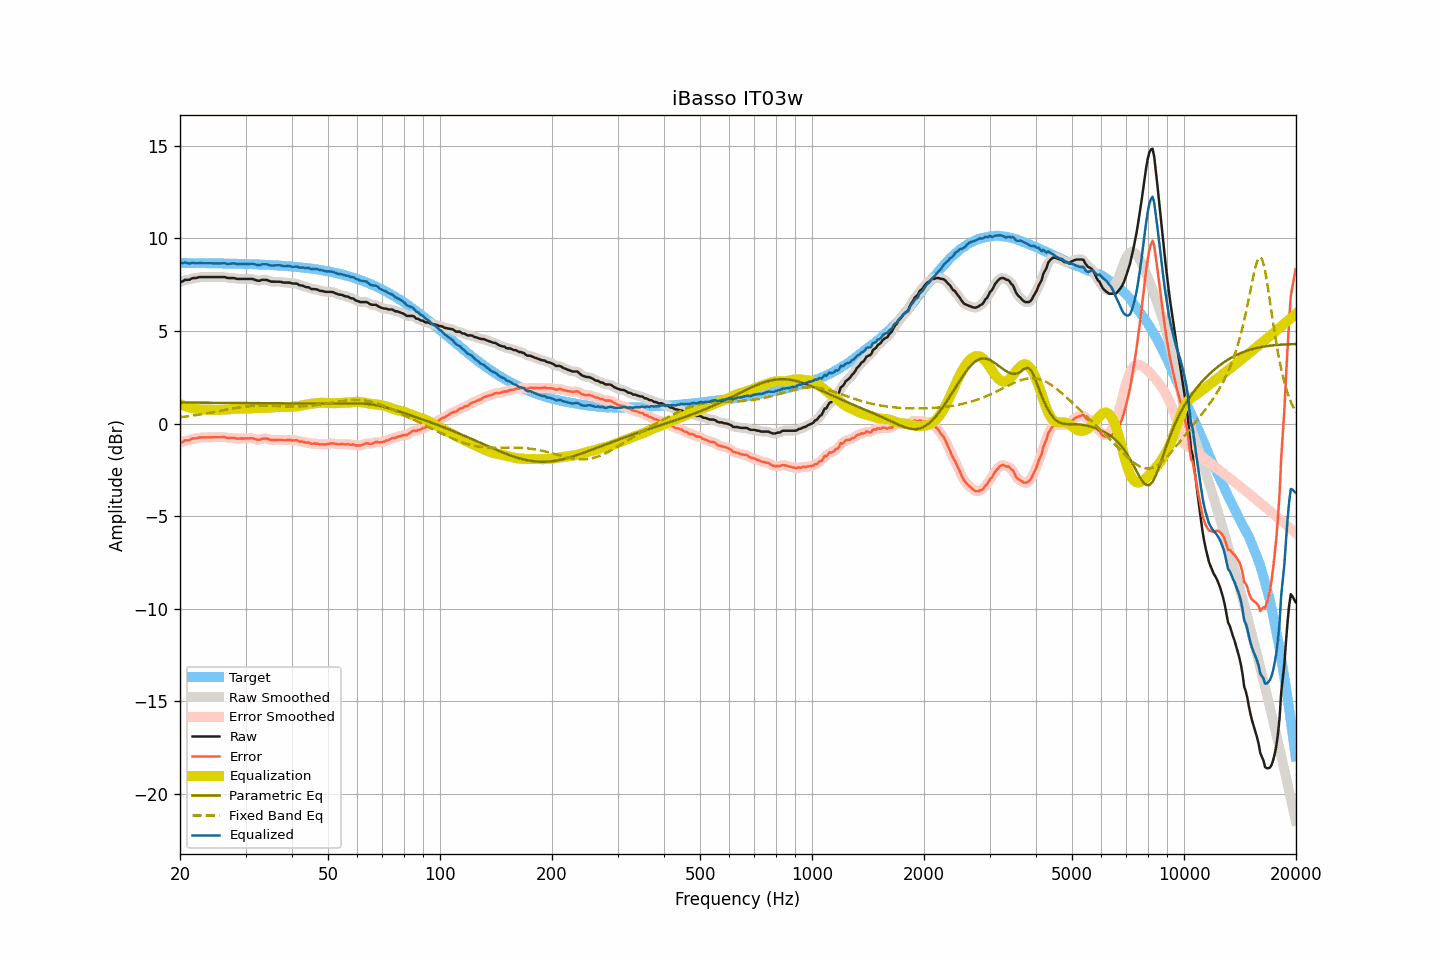 iBasso IT03w
15
10
5
0
−5
−10
−15
−20
Amplitude (dBr)
Target
Raw Smoothed
Error Smoothed
Raw
Error
Equalization
Parametric Eq
Fixed Band Eq
Equalized
20 50 100 200 500 1000 2000 5000 10000 20000
Frequency (Hz)